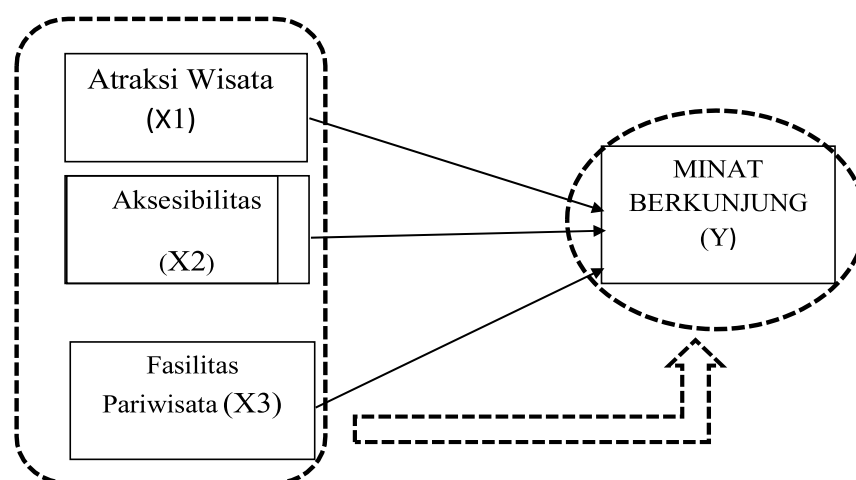 Atraksi Wisata
(X1)
Aksesibilitas
(X2)
Fasilitas
Pariwisata (X3)
MINAT
BERKUNJUNG
(Y)